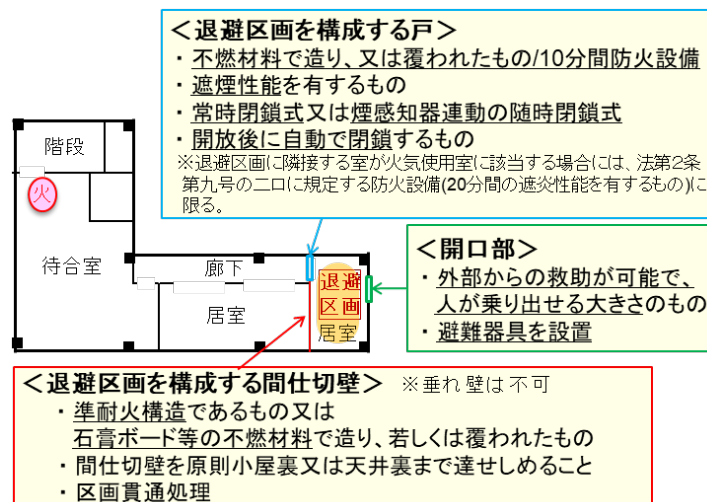 ＜退避区画を構成する戸＞
・不燃材料で造り、又は覆われたもの/10分間防火設備
・遮煙性能を有するもの
・常時閉鎖式又は煙感知器連動の随時閉鎖式
・開放後に自動で閉鎖するもの
※退避区画に隣接する室が火気使用室に該当する場合には、法第2条
第九号の二ロに規定する防火設備(20分間の遮炎性能を有するもの)に
限る。
階段
火
待合室
廊下
居室
退避
区画
居室
＜開口部＞
・外部からの救助が可能で、
人が乗り出せる大きさのもの
・避難器具を設置
＜退避区画を構成する間仕切壁＞ ※垂れ壁は不可
・準耐火構造であるもの又は
石膏ボード等の不燃材料で造り、若しくは覆われたもの
・間仕切壁を原則小屋裏又は天井裏まで達せしめること
・区画貫通処理